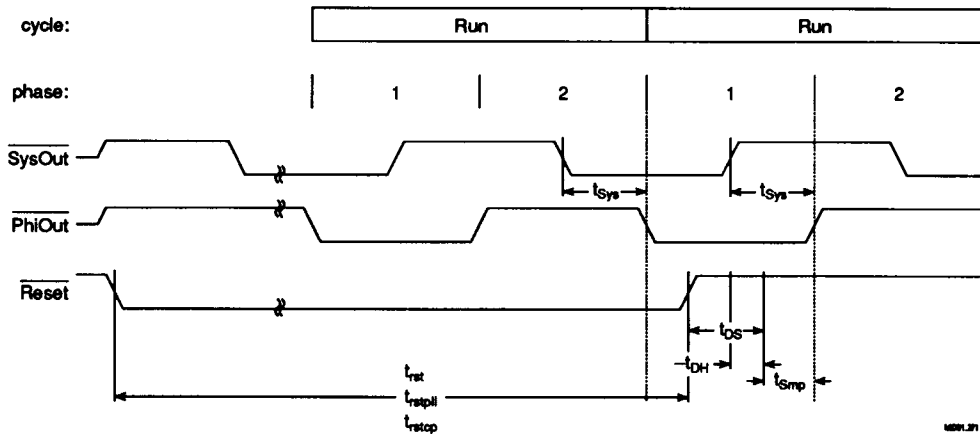 cycle: Run Run
phase: 1 2 1 2
SysOut
tSys tSys
PhiOut
Reset
tDS
-tDH
tSmp
trst
trstpll
trstcp